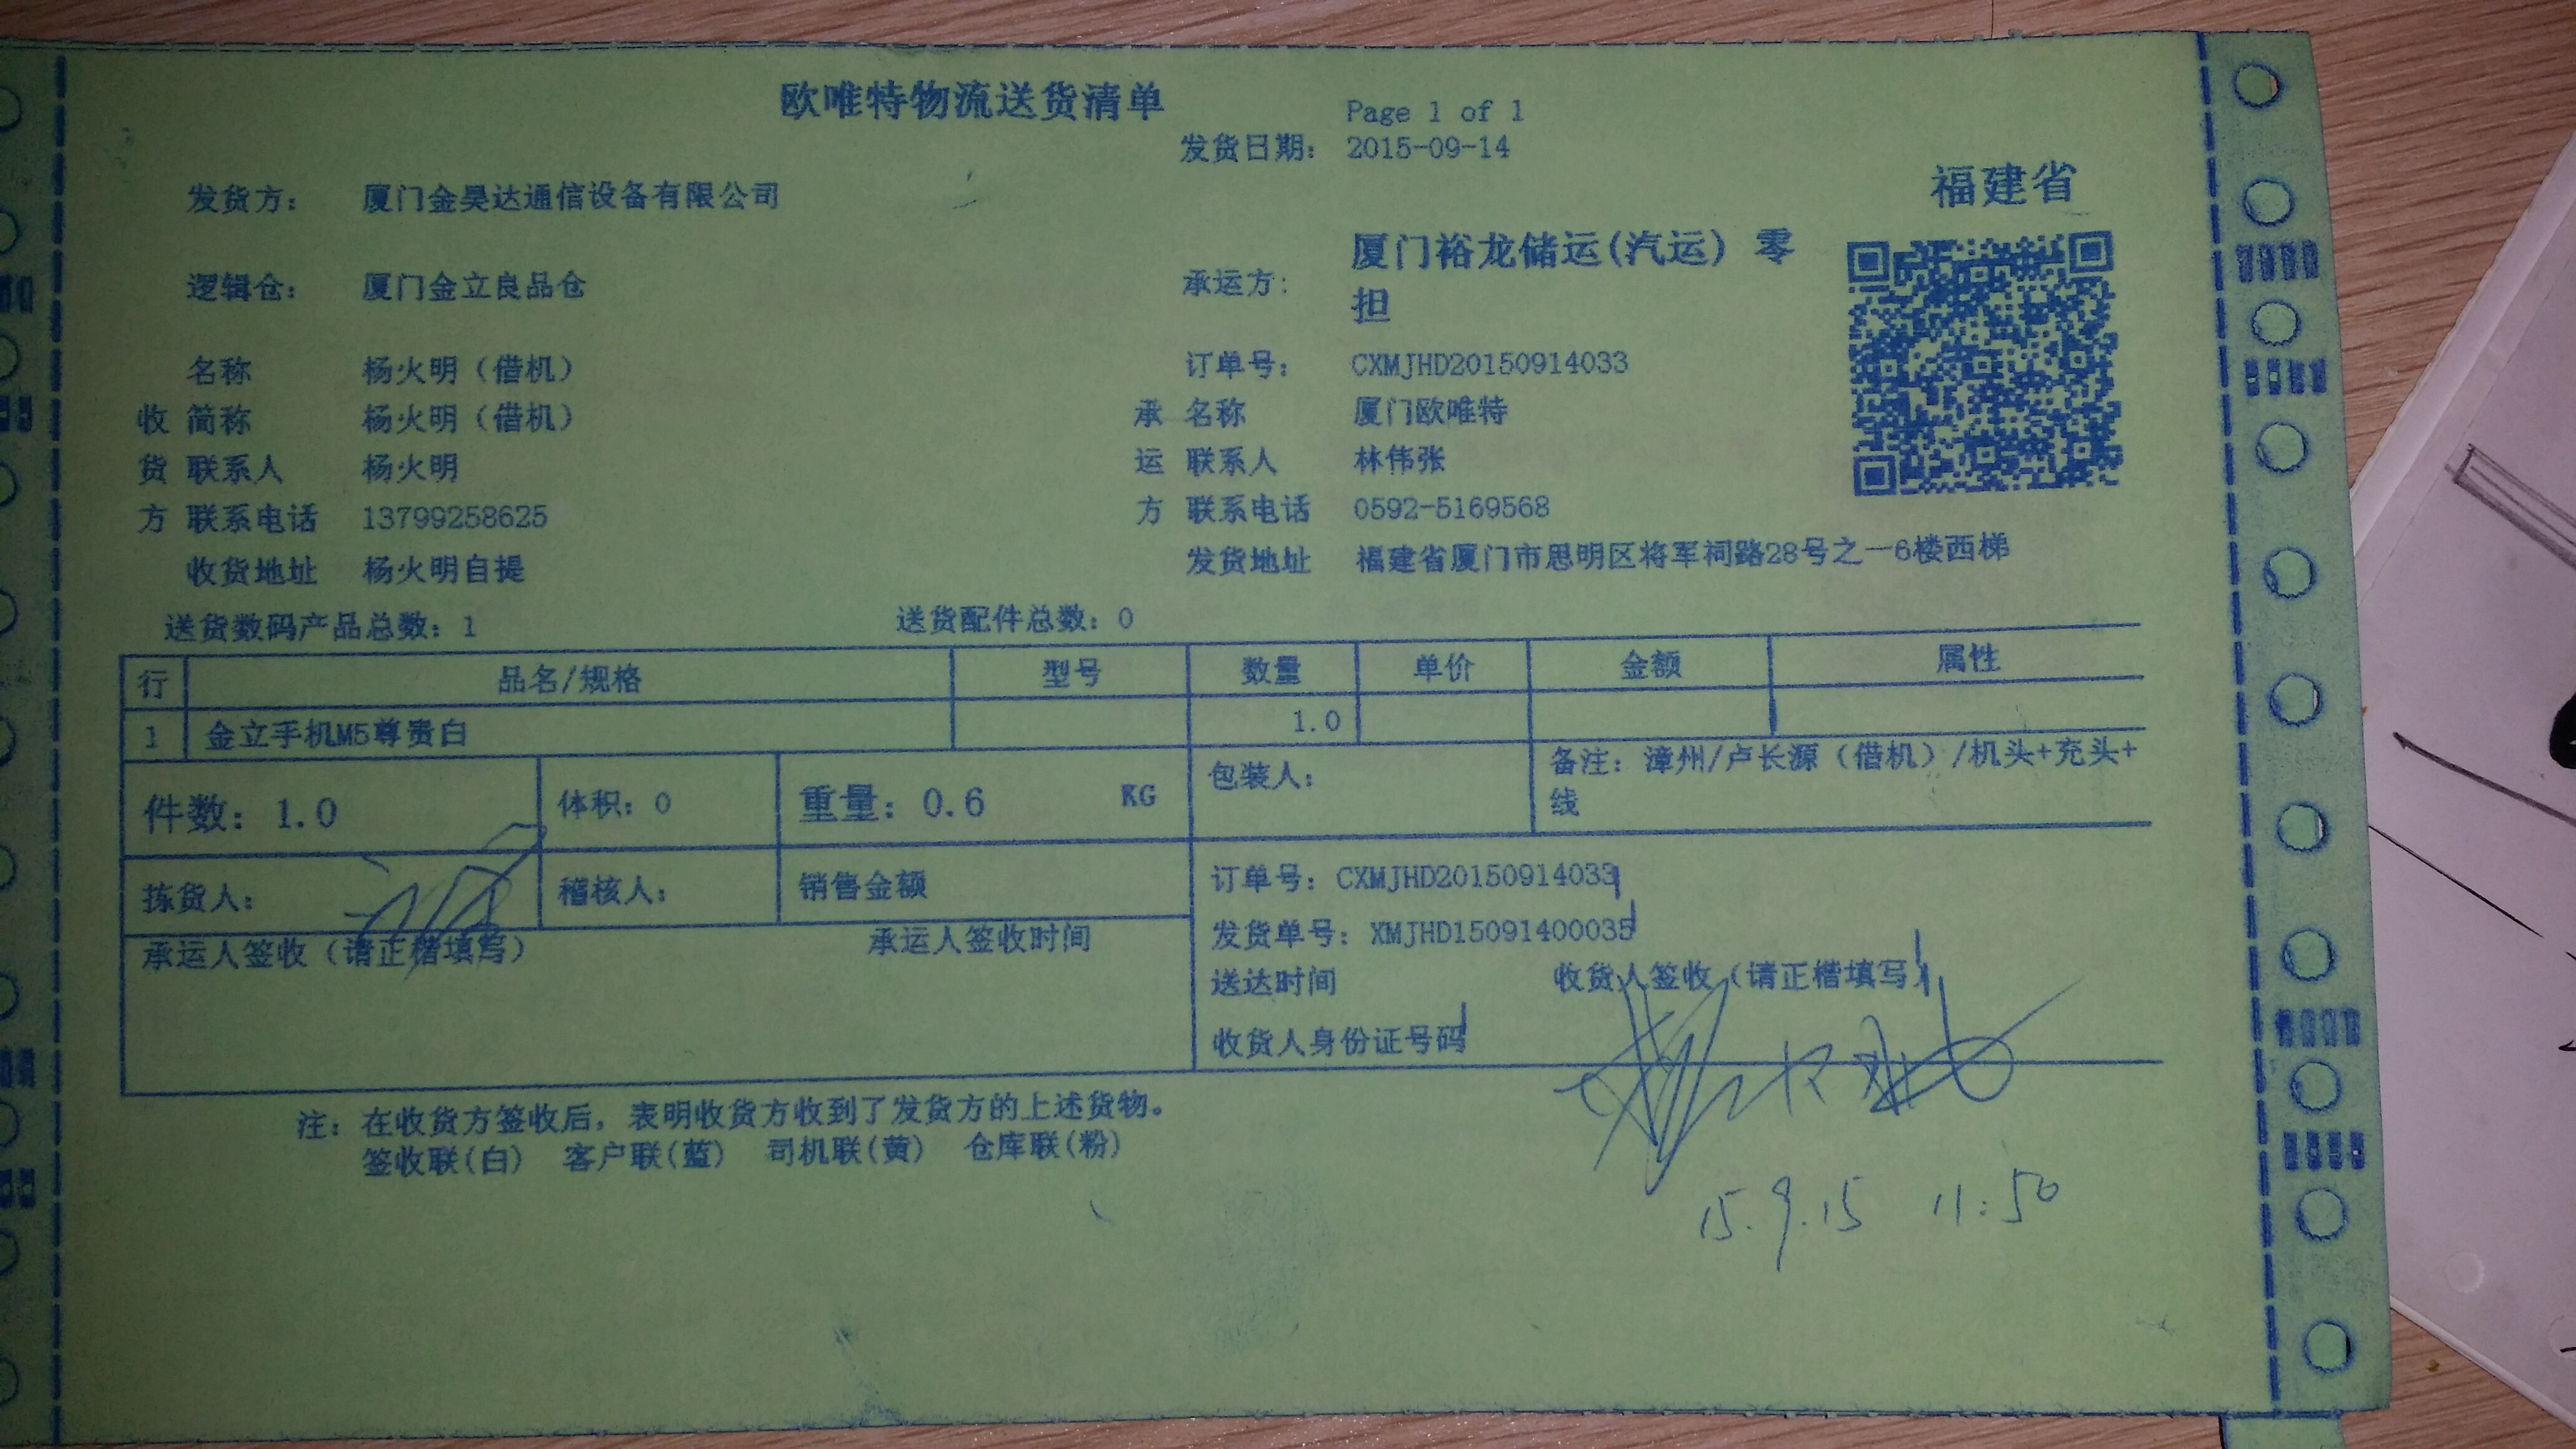 欧唯特物流送货清单
Page 1 of 1
发货日期： 2015-09-14
福建省
发货方： 厦门金昊达通信设备有限公司
逻辑仓： 厦门金立良品仓
承运方： 厦门裕龙储运(汽运) 零
担
名称 杨火明（借机）
订单号： CXMJHD20150914033
收 简称 杨火明（借机）
承 名称 厦门欧唯特
货 联系人 杨火明
运 联系人 林伟张
方 联系电话 13799258625
方 联系电话 0592-5169568
收货地址 杨火明自提
发货地址 福建省厦门市思明区将军祠路28号之一6楼西梯
送货数码产品总数：1 送货配件总数：0
行 品名/规格 型号 数量 单价 金额 属性
1 金立手机M5尊贵白 1.0
件数：1.0 体积：0 重量：0.6 KG 包装人：
备注：漳州/卢长源（借机）/机头+充头+
线
拣货人： 稽核人： 销售金额
订单号：CXMJHD20150914033
承运人签收（请正楷填写） 承运人签收时间
发货单号：XMJHD15091400035
送达时间 收货人签收（请正楷填写）
收货人身份证号码
注：在收货方签收后，表明收货方收到了发货方的上述货物。
签收联(白) 客户联(蓝) 司机联(黄) 仓库联(粉)
15.9.15 11:50